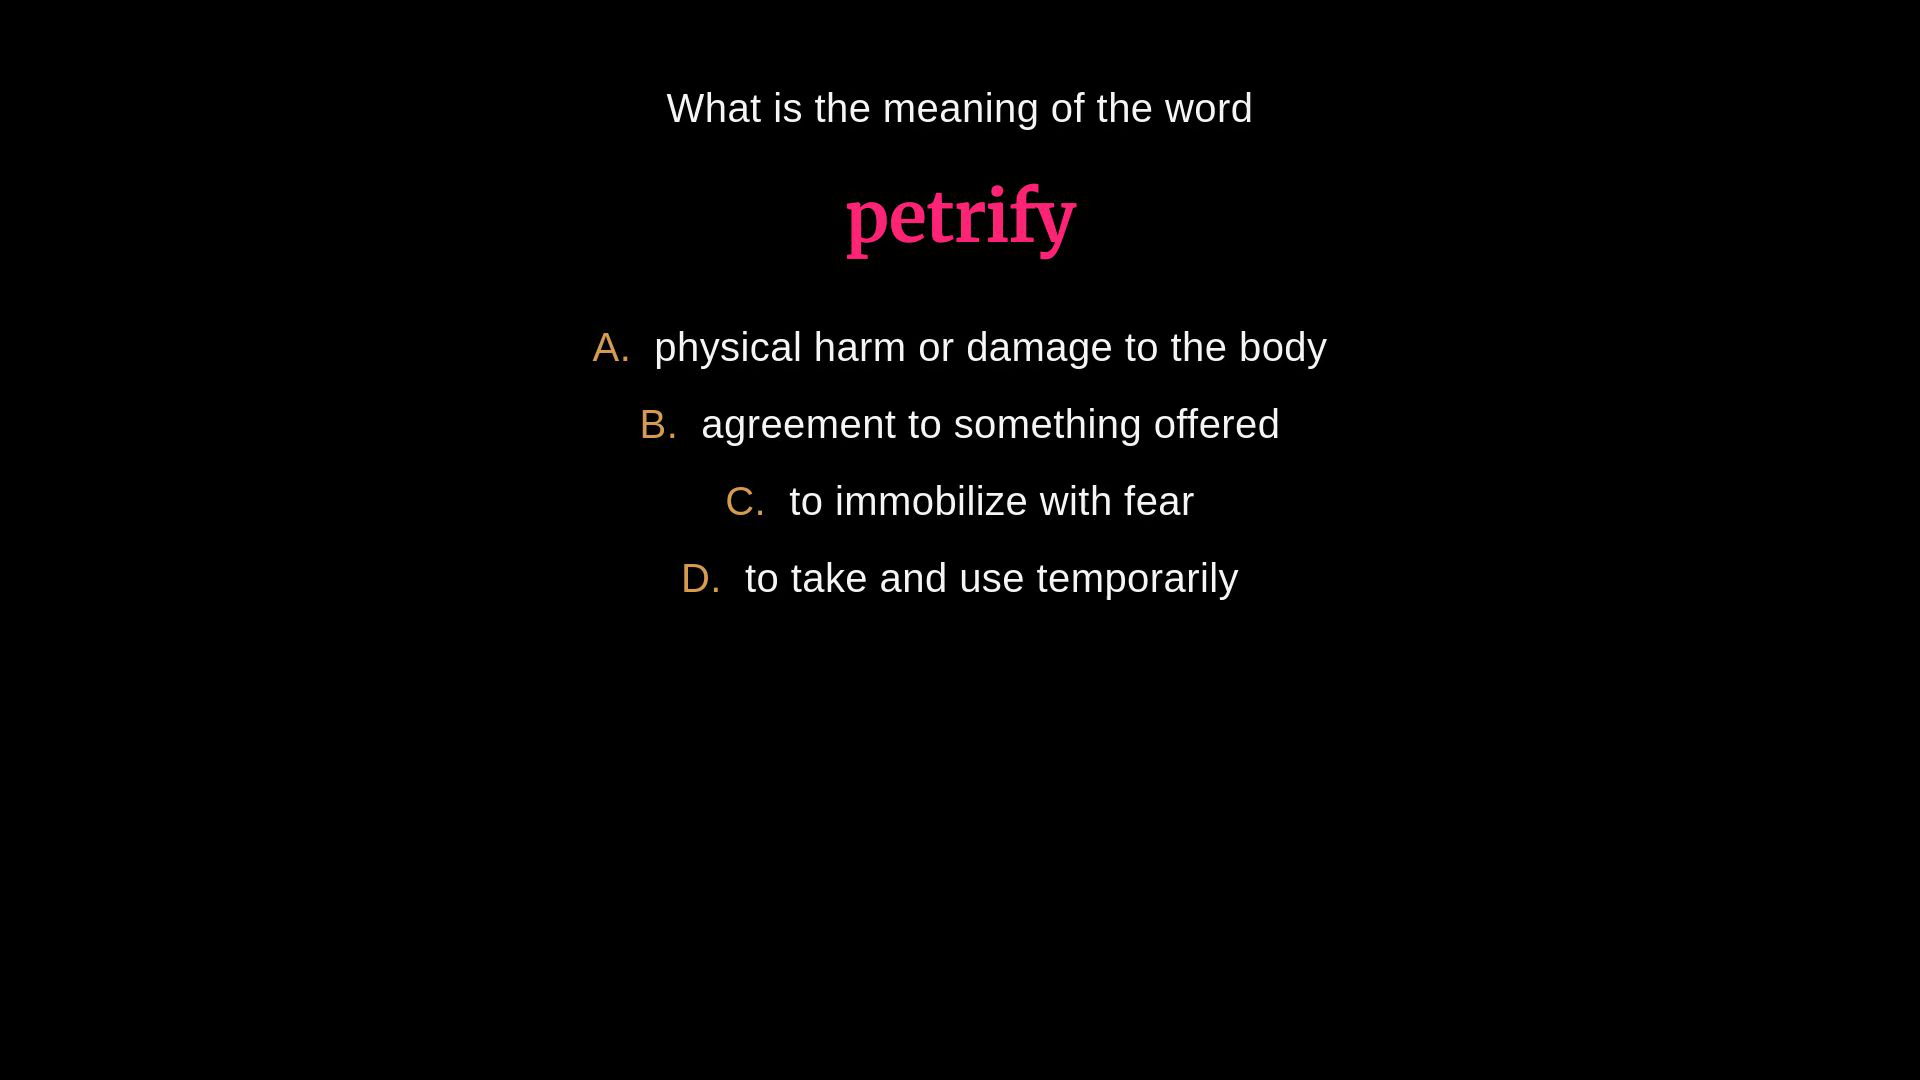 What is the meaning of the word
petrify
A. physical harm or damage to the body
B. agreement to something offered
C. to immobilize with fear
D. to take and use temporarily